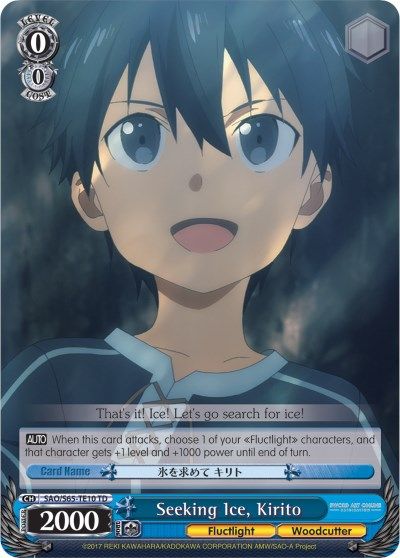 LEVEL
0
0
COST
That's it! Ice! Let's go search for ice!
AUTO When this card attacks, choose 1 of your «Fluctlight» characters, and
that character gets +1 level and +1000 power until end of turn.
Card Name 氷を求めて キリト
CH SAO/S65-TE10 TD
POWER 2000
Seeking Ice, Kirito
Fluctlight Woodcutter
©2017 REKI KAWAHARA/KADOKAWA CORPORATION AMW/SAO-A Project